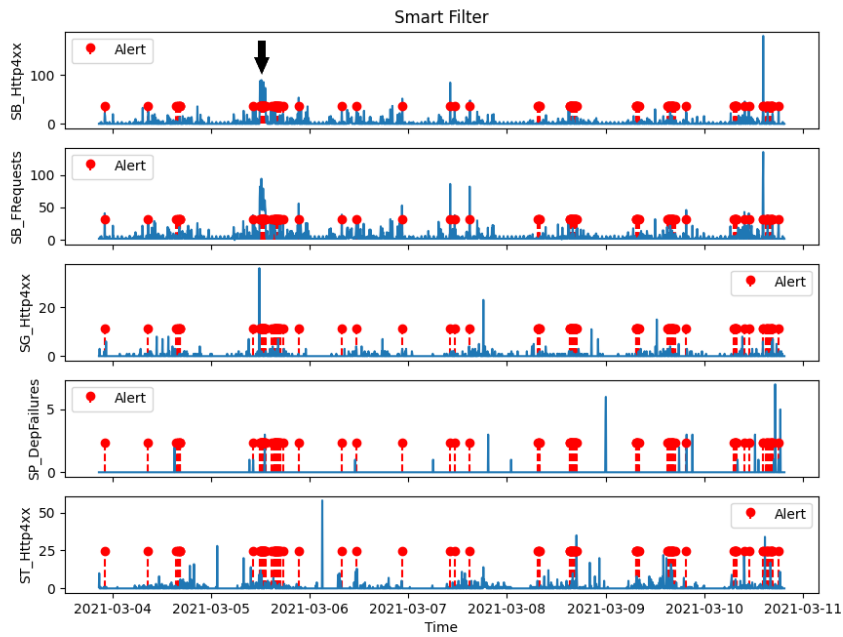 Smart Filter
SB_Http4xx
100
0
Alert
SB_FRequests
100
50
0
Alert
SG_Http4xx
20
0
Alert
SP_DepFailures
5
0
Alert
ST_Http4xx
50
25
0
Alert
2021-03-04 2021-03-05 2021-03-06 2021-03-07 2021-03-08 2021-03-09 2021-03-10 2021-03-11
Time